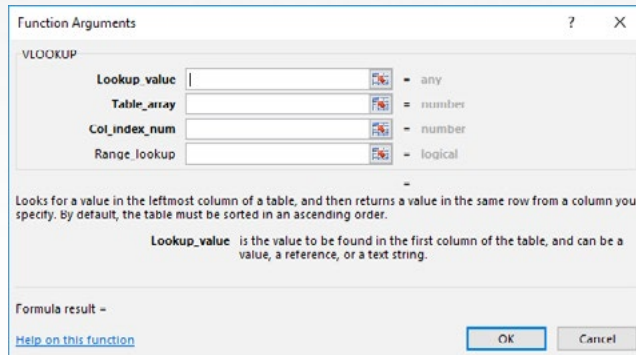 Function Arguments ? X
VLOOKUP
Lookup_value = any
Table_array = number
Col_index_num = number
Range_lookup = logical
=
Looks for a value in the leftmost column of a table, and then returns a value in the same row from a column you
specify. By default, the table must be sorted in an ascending order.
Lookup_value is the value to be found in the first column of the table, and can be a
value, a reference, or a text string.
Formula result =
Help on this function
OK Cancel